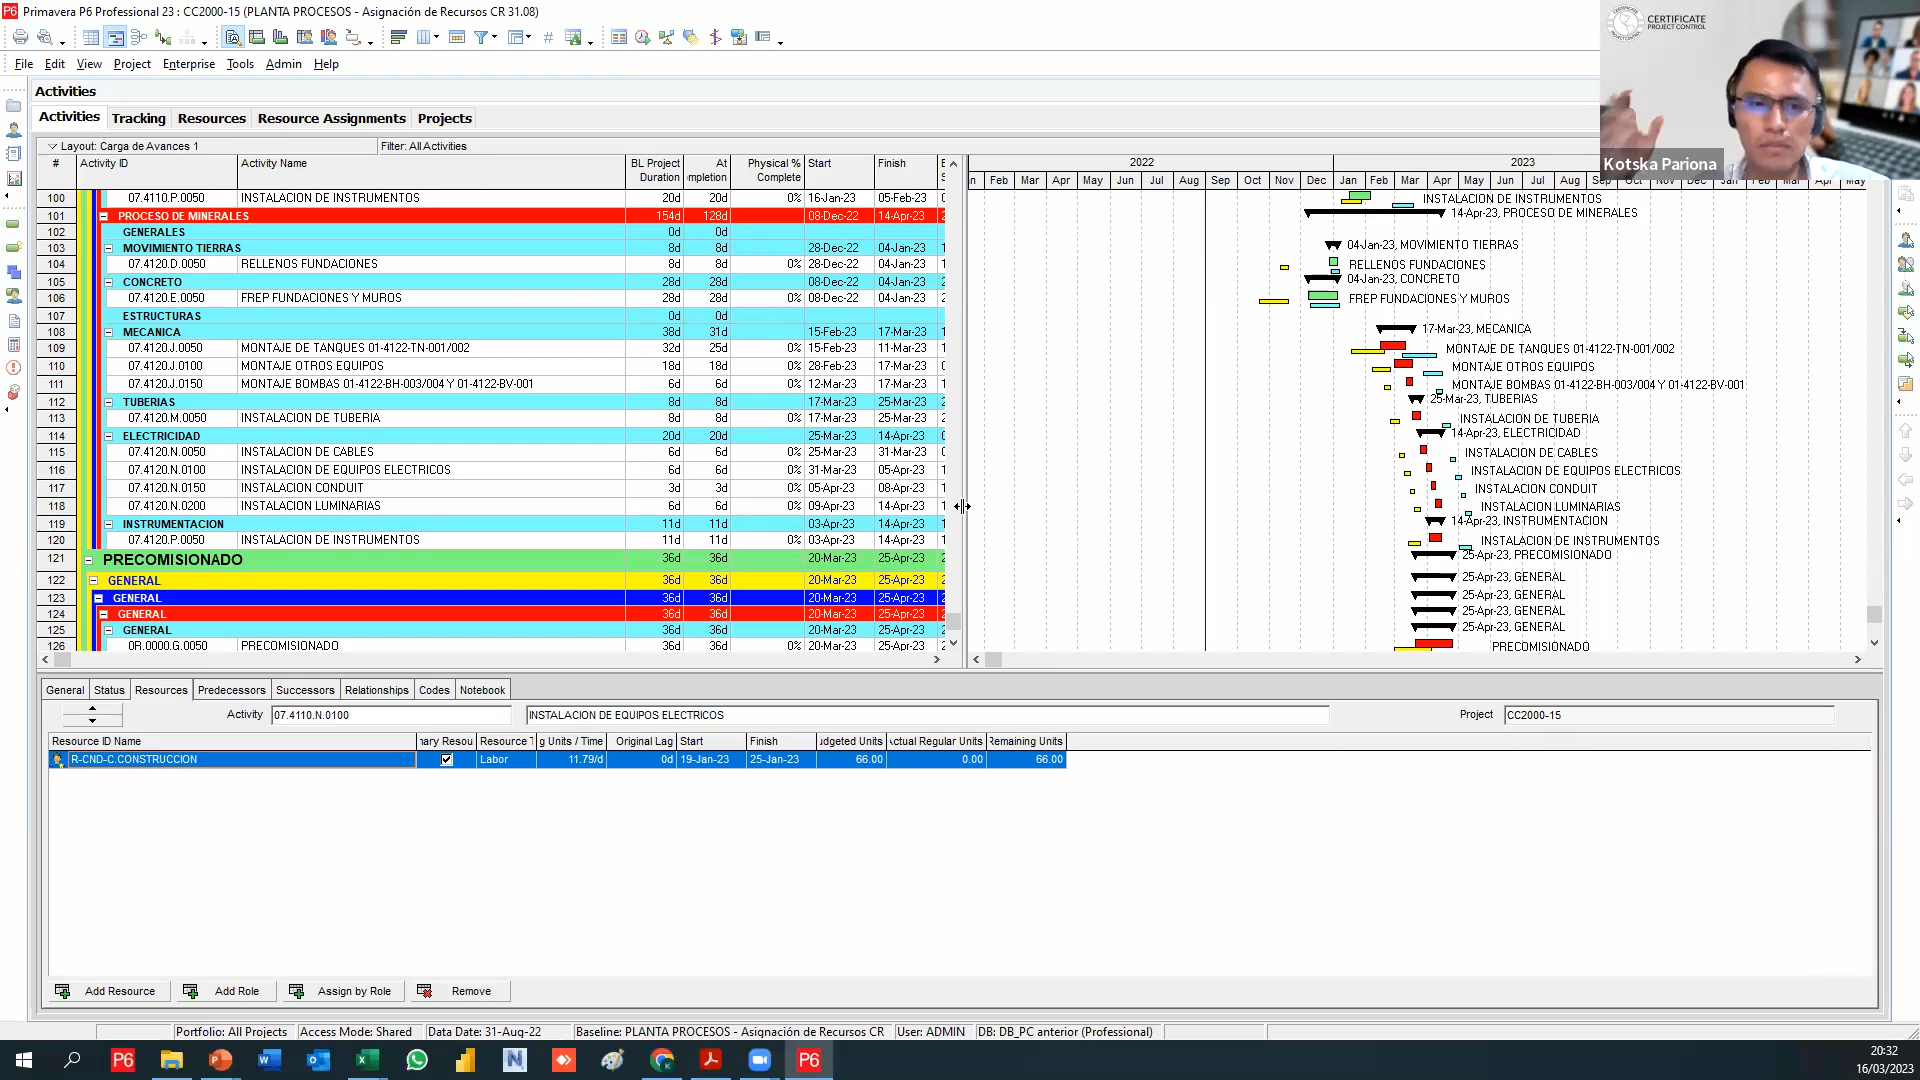 Primavera P6 Professional 23 : CC2000-15 (PLANTA PROCESOS - Asignación de Recursos CR 31.08)
File Edit View Project Enterprise Tools Admin Help
CERTIFICATE
PROJECT CONTROL
Kotska Pariona
Activities
Activities Tracking Resources Resource Assignments Projects
Layout: Carga de Avances 1 Filter: All Activities
# Activity ID Activity Name BL Project Duration At mpletion Physical % Complete Start Finish
2022 2023
Feb Mar Apr May Jun Jul Aug Sep Oct Nov Dec Jan Feb Mar Apr May Jun Jul Aug Sep Oct Nov Dec Jan Feb Mar Apr May
100 07.4110.P.0050 INSTALACION DE INSTRUMENTOS 20d 20d 0% 16-Jan-23 05-Feb-23 INSTALACION DE INSTRUMENTOS
101 PROCESO DE MINERALES 154d 128d 08-Dec-22 14-Apr-23 14-Apr-23, PROCESO DE MINERALES
102 GENERALES 0d 0d
103 MOVIMIENTO TIERRAS 8d 8d 28-Dec-22 04-Jan-23 04-Jan-23, MOVIMIENTO TIERRAS
104 07.4120.D.0050 RELLENOS FUNDACIONES 8d 8d 0% 28-Dec-22 04-Jan-23 RELLENOS FUNDACIONES
105 CONCRETO 28d 28d 08-Dec-22 04-Jan-23 04-Jan-23, CONCRETO
106 07.4120.E.0050 FREP FUNDACIONES Y MUROS 28d 28d 0% 08-Dec-22 04-Jan-23 FREP FUNDACIONES Y MUROS
107 ESTRUCTURAS 0d 0d
108 MECANICA 38d 31d 15-Feb-23 17-Mar-23 17-Mar-23, MECANICA
109 07.4120.J.0050 MONTAJE DE TANQUES 01-4122-TN-001/002 32d 25d 0% 15-Feb-23 11-Mar-23 MONTAJE DE TANQUES 01-4122-TN-001/002
110 07.4120.J.0100 MONTAJE OTROS EQUIPOS 18d 18d 0% 28-Feb-23 17-Mar-23 MONTAJE OTROS EQUIPOS
111 07.4120.J.0150 MONTAJE BOMBAS 01-4122-BH-003/004 Y 01-4122-BV-001 6d 6d 0% 12-Mar-23 17-Mar-23 MONTAJE BOMBAS 01-4122-BH-003/004 Y 01-4122-BV-001
112 TUBERIAS 8d 8d 17-Mar-23 25-Mar-23 25-Mar-23, TUBERIAS
113 07.4120.M.0050 INSTALACION DE TUBERIA 8d 8d 0% 17-Mar-23 25-Mar-23 INSTALACION DE TUBERIA
114 ELECTRICIDAD 20d 20d 25-Mar-23 14-Apr-23 14-Apr-23, ELECTRICIDAD
115 07.4120.N.0050 INSTALACION DE CABLES 6d 6d 0% 25-Mar-23 31-Mar-23 INSTALACION DE CABLES
116 07.4120.N.0100 INSTALACION DE EQUIPOS ELECTRICOS 6d 6d 0% 31-Mar-23 05-Apr-23 INSTALACION DE EQUIPOS ELECTRICOS
117 07.4120.N.0150 INSTALACION CONDUIT 3d 3d 0% 05-Apr-23 08-Apr-23 INSTALACION CONDUIT
118 07.4120.N.0200 INSTALACION LUMINARIAS 6d 6d 0% 09-Apr-23 14-Apr-23 INSTALACION LUMINARIAS
119 INSTRUMENTACION 11d 11d 03-Apr-23 14-Apr-23 14-Apr-23, INSTRUMENTACION
120 07.4120.P.0050 INSTALACION DE INSTRUMENTOS 11d 11d 0% 03-Apr-23 14-Apr-23 INSTALACION DE INSTRUMENTOS
121 PRECOMISIONADO 36d 36d 20-Mar-23 25-Apr-23 25-Apr-23, PRECOMISIONADO
122 GENERAL 36d 36d 20-Mar-23 25-Apr-23 25-Apr-23, GENERAL
123 GENERAL 36d 36d 20-Mar-23 25-Apr-23 25-Apr-23, GENERAL
124 GENERAL 36d 36d 20-Mar-23 25-Apr-23 25-Apr-23, GENERAL
125 GENERAL 36d 36d 20-Mar-23 25-Apr-23 25-Apr-23, GENERAL
126 0R.0000.G.0050 PRECOMISIONADO 36d 36d 0% 20-Mar-23 25-Apr-23 PRECOMISIONADO
General Status Resources Predecessors Successors Relationships Codes Notebook
Activity 07.4110.N.0100 INSTALACION DE EQUIPOS ELECTRICOS Project CC2000-15
Resource ID Name nary Resou Resource T g Units / Time Original Lag Start Finish udgeted Units Actual Regular Units Remaining Units
R-CND-C.CONSTRUCCION Labor 11.79/d 0d 19-Jan-23 25-Jan-23 66.00 0.00 66.00
Add Resource Add Role Assign by Role Remove
Portfolio: All Projects Access Mode: Shared Data Date: 31-Aug-22 Baseline: PLANTA PROCESOS - Asignación de Recursos CR User: ADMIN DB: DB_PC anterior (Professional)
20:32
16/03/2023